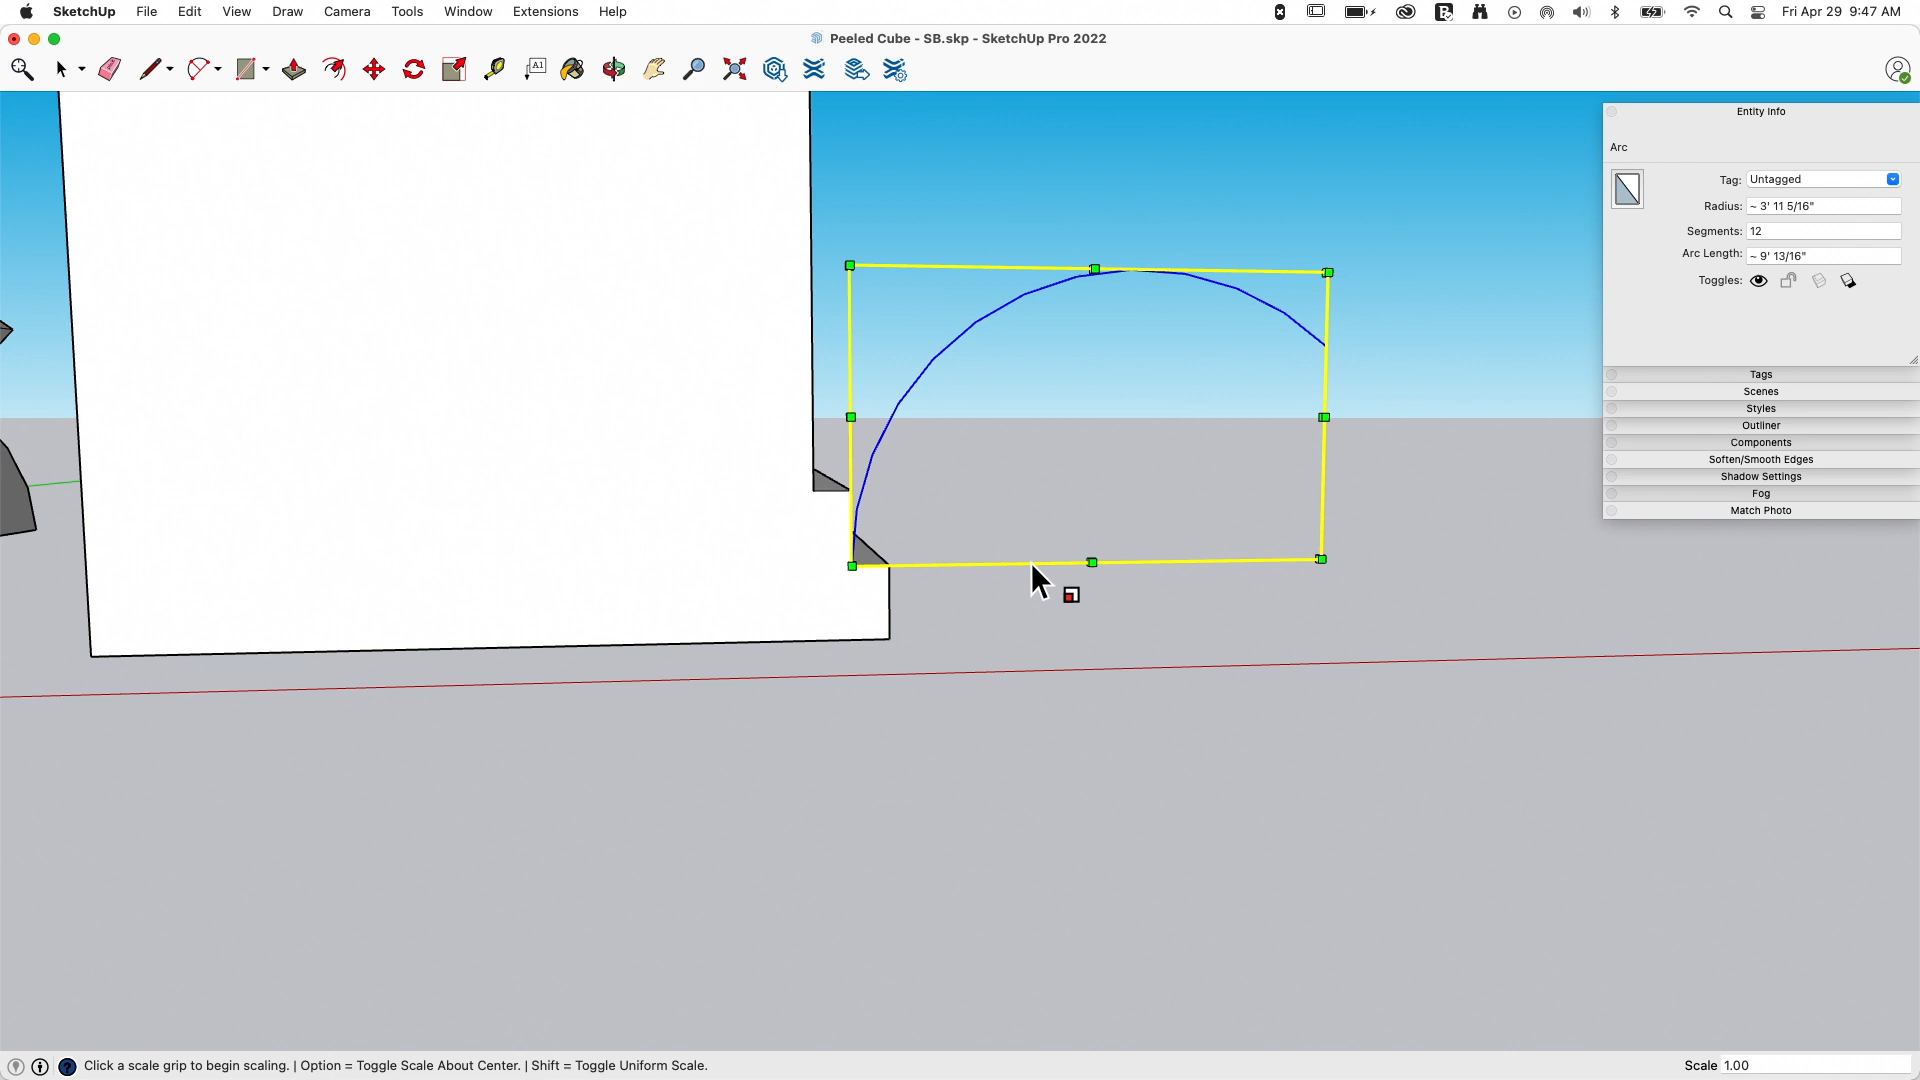 SketchUp File Edit View Draw Camera Tools Window Extensions Help Fri Apr 29 9:47 AM
Peeled Cube - SB.skp - SketchUp Pro 2022
A1
Entity Info
Arc
Tag: Untagged
Radius: ~ 3' 11 5/16"
Segments: 12
Arc Length: ~ 9' 13/16"
Toggles:
Tags
Scenes
Styles
Outliner
Components
Soften/Smooth Edges
Shadow Settings
Fog
Match Photo
Click a scale grip to begin scaling. | Option = Toggle Scale About Center. | Shift = Toggle Uniform Scale.
Scale 1.00